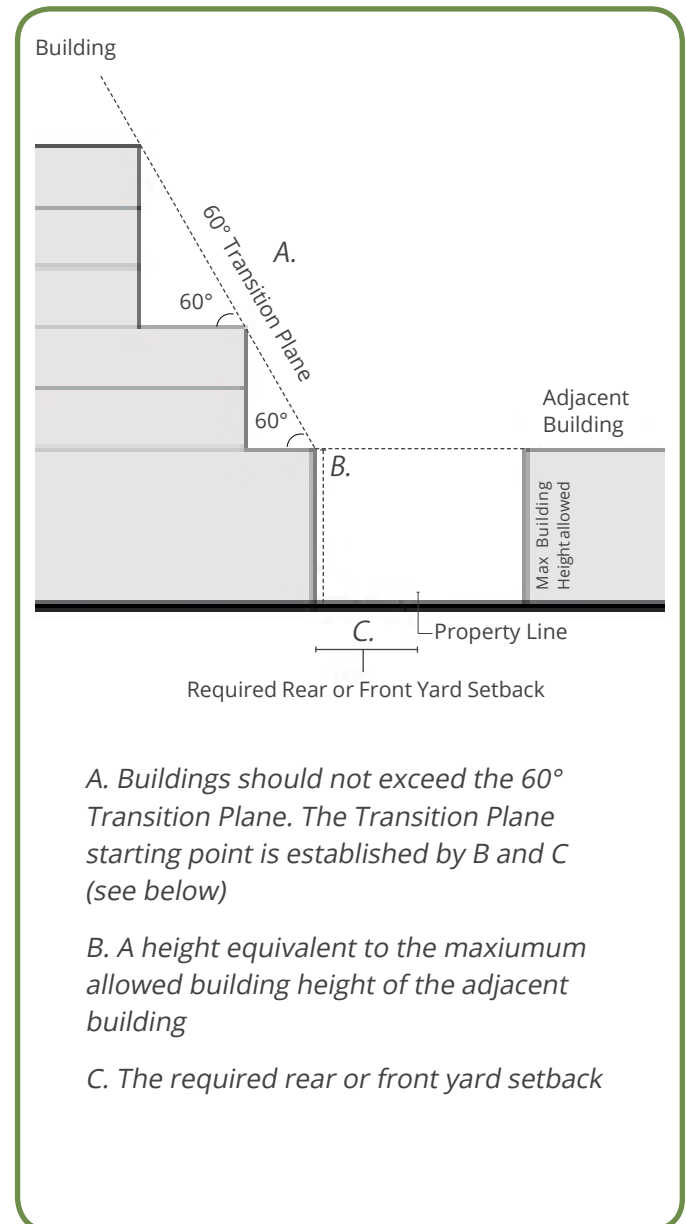 Building
A.
60° Transition Plane
60°
60°
Adjacent
Building
B.
Max Building
Height allowed
C.
Property Line
Required Rear or Front Yard Setback
A. Buildings should not exceed the 60°
Transition Plane. The Transition Plane
starting point is established by B and C
(see below)
B. A height equivalent to the maxiumum
allowed building height of the adjacent
building
C. The required rear or front yard setback